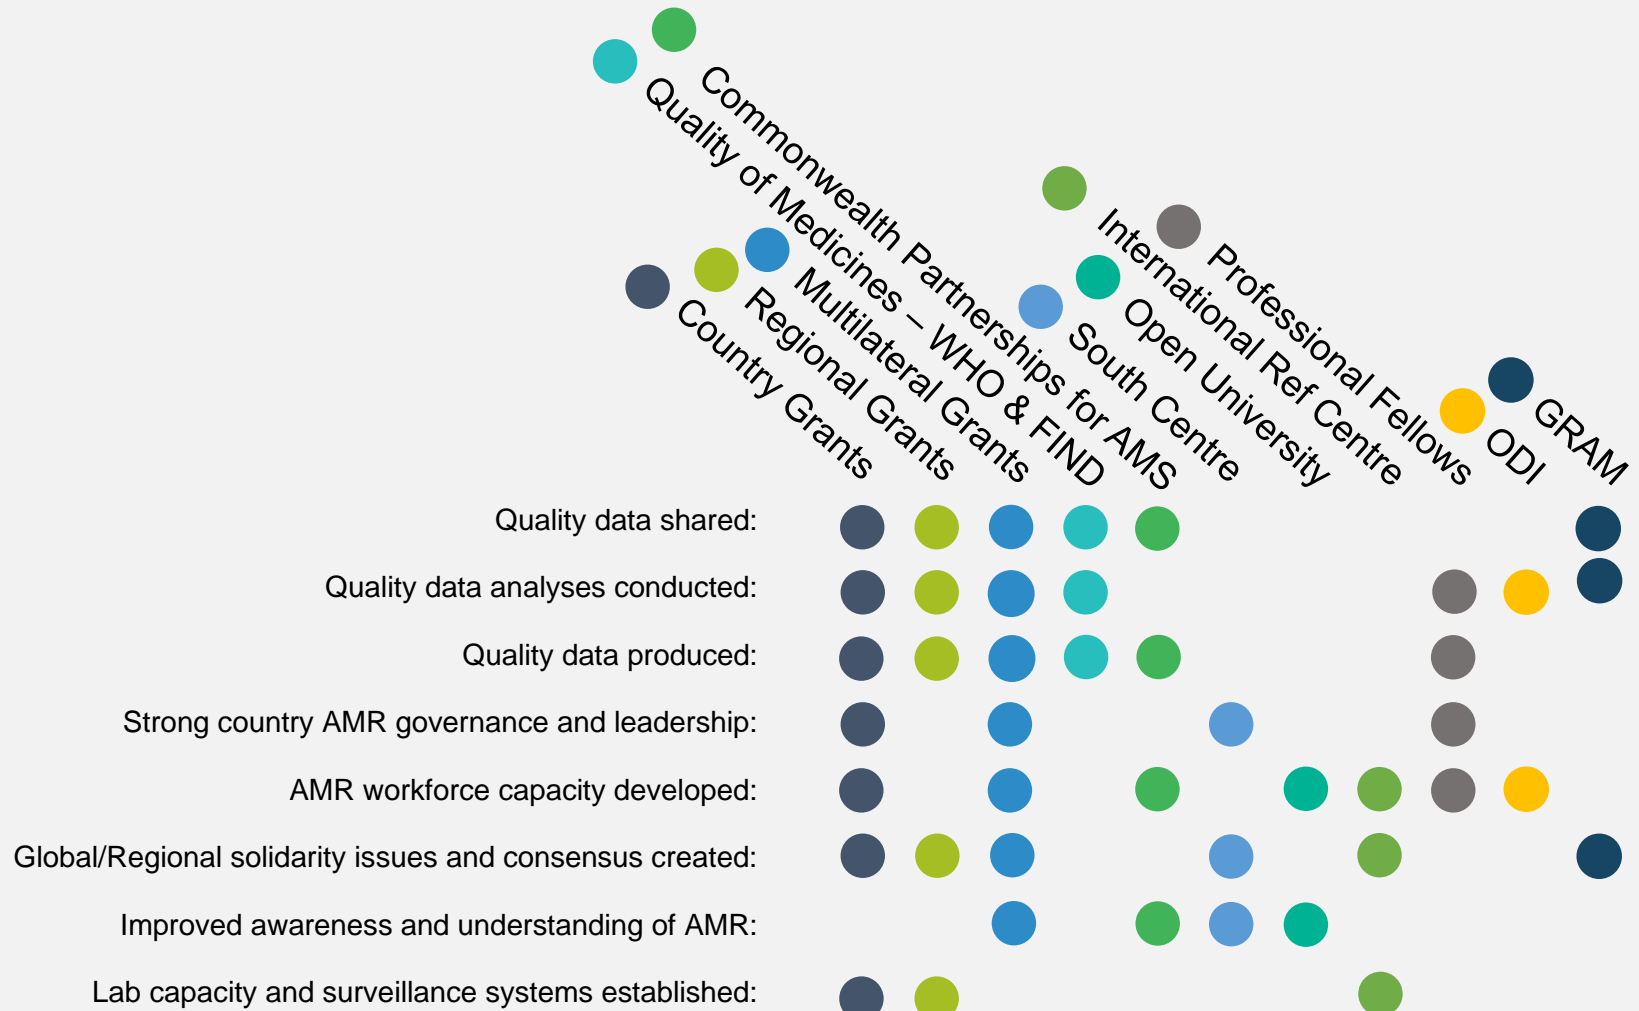 Commonwealth Partnerships for AMS
Quality of Medicines – WHO & FIND
Multilateral Grants
Regional Grants
Country Grants
South Centre
Open University
International Ref Centre
Professional Fellows
ODI
GRAM
Quality data shared:
Quality data analyses conducted:
Quality data produced:
Strong country AMR governance and leadership:
AMR workforce capacity developed:
Global/Regional solidarity issues and consensus created:
Improved awareness and understanding of AMR:
Lab capacity and surveillance systems established: